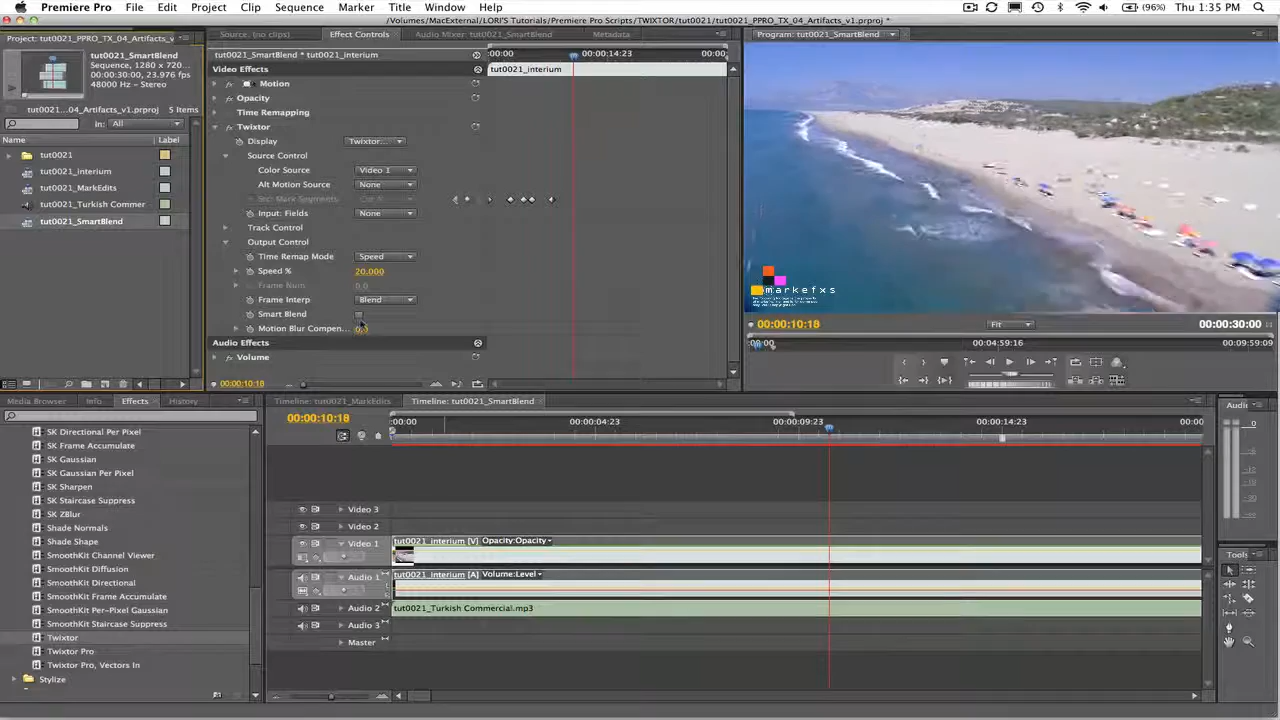 Premiere Pro File Edit Project Clip Sequence Marker Title Window Help (96%) Thu 1:35 PM
/Volumes/MacExternal/LORI'S Tutorials/Premiere Pro Scripts/TWIXTOR/tut0021/tut0021_PPRO_TX_04_Artifacts_v1.prproj *
Project: tut0021_PPRO_TX_04_Artifacts_v
tut0021_SmartBlend
Sequence, 1280 x 720...
00:00:30:00, 23.976 fps
48000 Hz - Stereo
tut0021...04_Artifacts_v1.prproj 5 Items
In: All
Name Label
tut0021
tut0021_interium
tut0021_MarkEdits
tut0021_Turkish Commer
tut0021_SmartBlend
Source: (no clips) Effect Controls Audio Mixer: tut0021_SmartBlend Metadata
tut0021_SmartBlend * tut0021_interium
:00:00 00:00:14:23 00:00:
Video Effects tut0021_interium
fx Motion
fx Opacity
Time Remapping
fx Twixtor
Display Twixtor...
Source Control
Color Source Video 1
Alt Motion Source None
Src: Mark Segments
Input: Fields None
Track Control
Output Control
Time Remap Mode Speed
Speed % 20.000
Frame Num 0.0
Frame Interp Blend
Smart Blend
Motion Blur Compen...
Audio Effects
fx Volume
00:00:10:18
Program: tut0021_SmartBlend
markefxs
00:00:10:18 Fit 00:00:30:00
00:00 00:04:59:16 00:09:59:09
Media Browser Info Effects History
SK Directional Per Pixel
SK Frame Accumulate
SK Gaussian
SK Gaussian Per Pixel
SK Sharpen
SK Staircase Suppress
SK ZBlur
Shade Normals
Shade Shape
SmoothKit Channel Viewer
SmoothKit Diffusion
SmoothKit Directional
SmoothKit Frame Accumulate
SmoothKit Per-Pixel Gaussian
SmoothKit Staircase Suppress
Twixtor
Twixtor Pro
Twixtor Pro, Vectors In
Stylize
Timeline: tut0021_MarkEdits Timeline: tut0021_SmartBlend
00:00:10:18
:00:00 00:00:04:23 00:00:09:23 00:00:14:23 00:00
Video 3
Video 2
Video 1 tut0021_interium [V] Opacity:Opacity
Audio 1 tut0021_interium [A] Volume:Level
Audio 2 tut0021_Turkish Commercial.mp3
Audio 3
Master
Audio
0
Tools